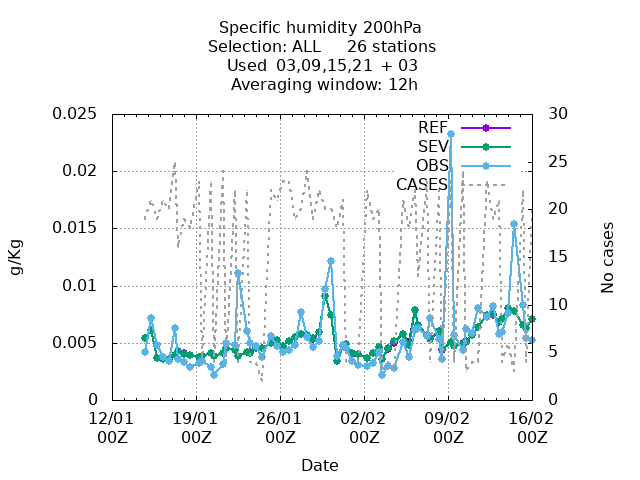 Specific humidity 200hPa
Selection: ALL 26 stations
Used 03,09,15,21 + 03
Averaging window: 12h
0.025
0.02
0.015
0.01
0.005
0
g/Kg
30
25
20
15
10
5
0
No cases
REF
SEV
OBS
CASES
12/01 00Z
19/01 00Z
26/01 00Z
02/02 00Z
09/02 00Z
16/02 00Z
Date